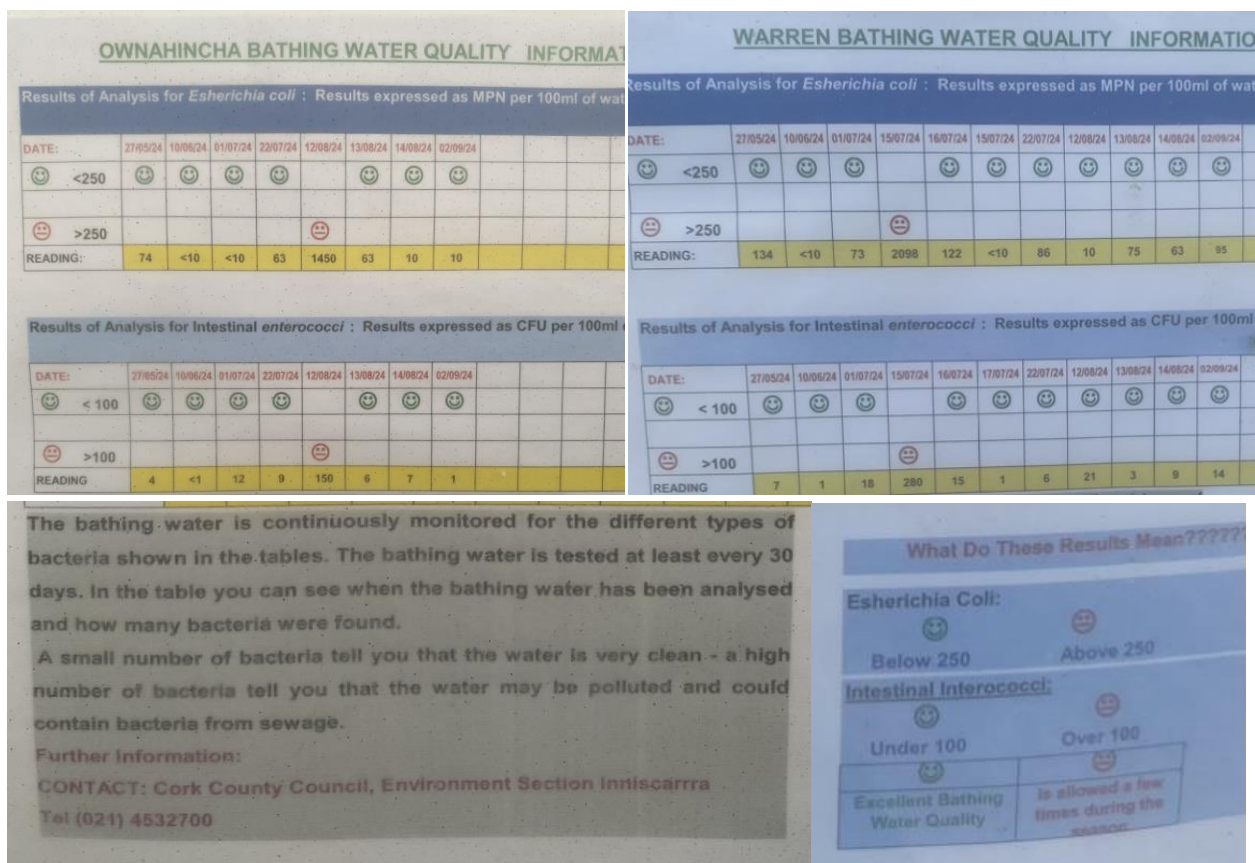 OWNAHINCHA BATHING WATER QUALITY INFORMAT
Results of Analysis for Esherichia coli : Results expressed as MPN per 100ml of wat
DATE: 27/05/24 10/06/24 01/07/24 22/07/24 12/08/24 13/08/24 14/08/24 02/09/24
<250
>250
READING: 74 <10 <10 63 1450 63 10 10
Results of Analysis for Intestinal enterococci : Results expressed as CFU per 100ml
DATE: 27/05/24 10/06/24 01/07/24 22/07/24 12/08/24 13/08/24 14/08/24 02/09/24
< 100
>100
READING 4 <1 12 9 150 6 7 1
WARREN BATHING WATER QUALITY INFORMATIO
Results of Analysis for Esherichia coli : Results expressed as MPN per 100ml of wat
DATE: 27/05/24 10/06/24 01/07/24 15/07/24 16/07/24 15/07/24 22/07/24 12/08/24 13/08/24 14/08/24 02/09/24
<250
>250
READING: 134 <10 73 2098 122 <10 86 10 75 63 95
Results of Analysis for Intestinal enterococci : Results expressed as CFU per 100ml
DATE: 27/05/24 10/06/24 01/07/24 15/07/24 16/0724 17/07/24 22/07/24 12/08/24 13/08/24 14/08/24 02/09/24
< 100
>100
READING 7 1 18 280 15 1 6 21 3 9 14
The bathing water is continuously monitored for the different types of
bacteria shown in the tables. The bathing water is tested at least every 30
days. In the table you can see when the bathing water has been analysed
and how many bacteria were found.
A small number of bacteria tell you that the water is very clean - a high
number of bacteria tell you that the water may be polluted and could
contain bacteria from sewage.
Further Information:
CONTACT: Cork County Council, Environment Section Inniscarrra
Tel (021) 4532700
What Do These Results Mean??????
Esherichia Coli:
Below 250 Above 250
Intestinal Interococci:
Under 100 Over 100
Excellent Bathing
Water Quality
is allowed a few
times during the
season